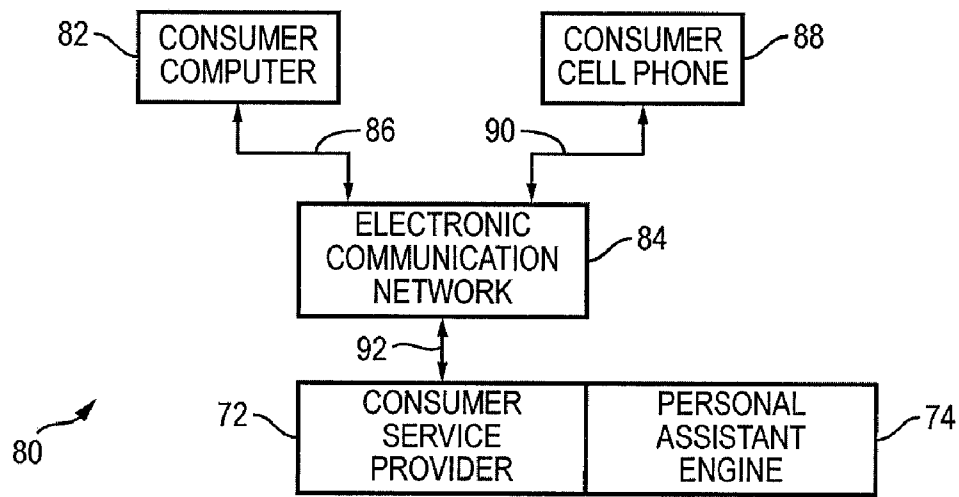 82
CONSUMER
COMPUTER
CONSUMER
CELL PHONE
88
86
90
ELECTRONIC
COMMUNICATION
NETWORK
84
92
80
72
CONSUMER
SERVICE
PROVIDER
PERSONAL
ASSISTANT
ENGINE
74